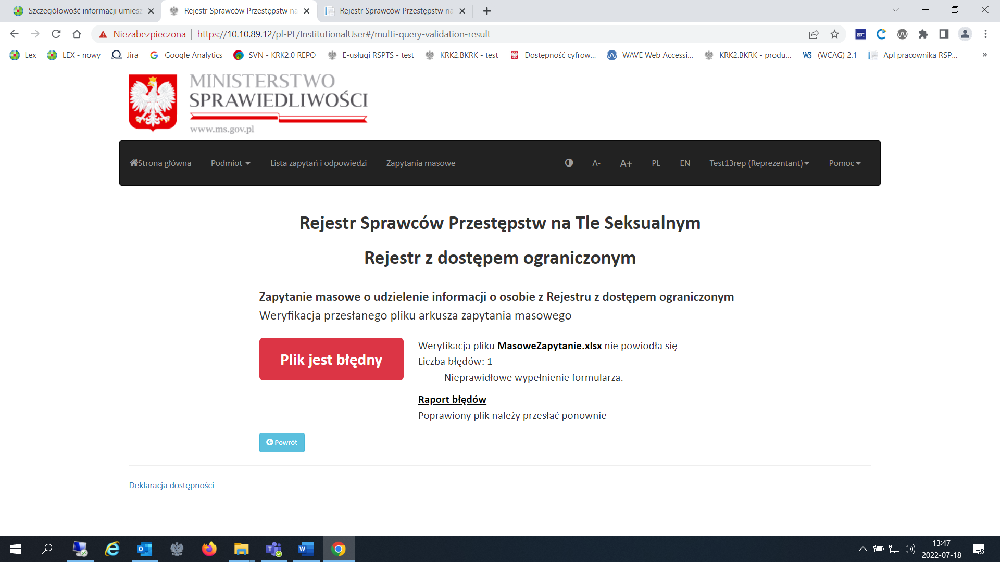 Szczegółowość informacji umiesz
Rejestr Sprawców Przestępstw na
Rejestr Sprawców Przestępstw na
Niezabezpieczona
https://10.10.89.12/pl-PL/InstitutionalUser#/multi-query-validation-result
KIR.
Lex
LEX - nowy
Jira
Google Analytics
SVN - KRK2.0 REPO
E-usługi RSPTS - test
KRK2.BKRK - test
Dostępność cyfrow...
WAVE Web Accessi...
KRK2.BKRK - produ...
W3 (WCAG) 2.1
Apl pracownika RSP...
»
MINISTERSTWO
SPRAWIEDLIWOŚCI
www.ms.gov.pl
Strona główna
Podmiot
Lista zapytań i odpowiedzi
Zapytania masowe
A-
A+
PL
EN
Test13rep (Reprezentant)
Pomoc
Rejestr Sprawców Przestępstw na Tle Seksualnym
Rejestr z dostępem ograniczonym
Zapytanie masowe o udzielenie informacji o osobie z Rejestru z dostępem ograniczonym
Weryfikacja przesłanego pliku arkusza zapytania masowego
Plik jest błędny
Weryfikacja pliku MasoweZapytanie.xlsx nie powiodła się
Liczba błędów: 1
Nieprawidłowe wypełnienie formularza.
Raport błędów
Poprawiony plik należy przesłać ponownie
Powrót
Deklaracja dostępności
13:47
2022-07-18